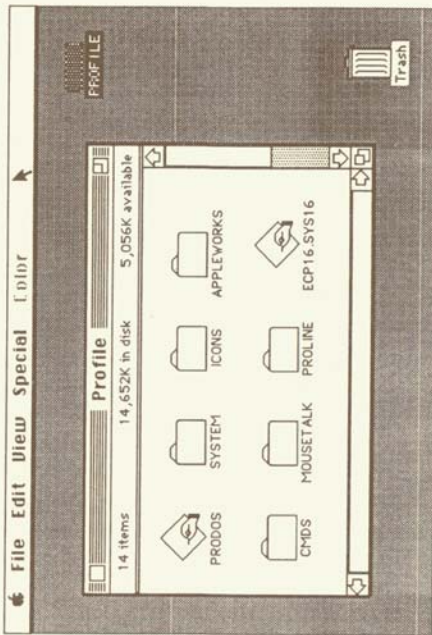 File Edit View Special Color
PROFILE
Profile
14 items 14,652K in disk 5,056K available
PRODOS SYSTEM ICONS APPLEWORKS
CMDS MOUSETALK PROLINE ECP16.SYS16
Trash